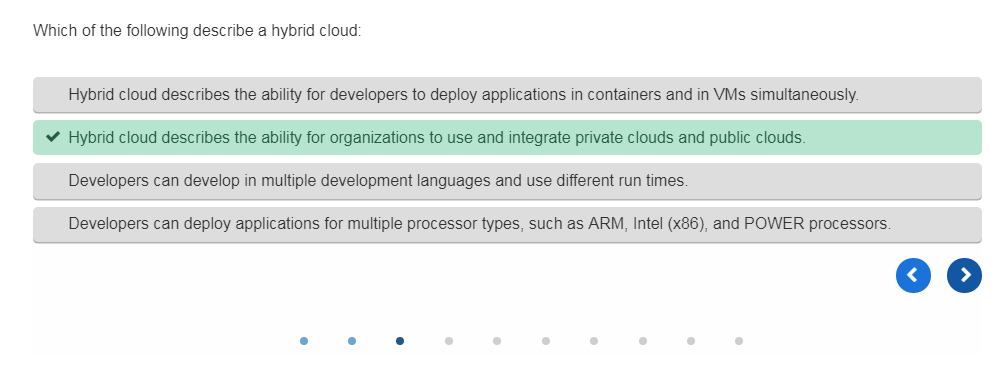 Which of the following describe a hybrid cloud:
Hybrid cloud describes the ability for developers to deploy applications in containers and in VMs simultaneously.
Hybrid cloud describes the ability for organizations to use and integrate private clouds and public clouds.
Developers can develop in multiple development languages and use different run times.
Developers can deploy applications for multiple processor types, such as ARM, Intel (x86), and POWER processors.